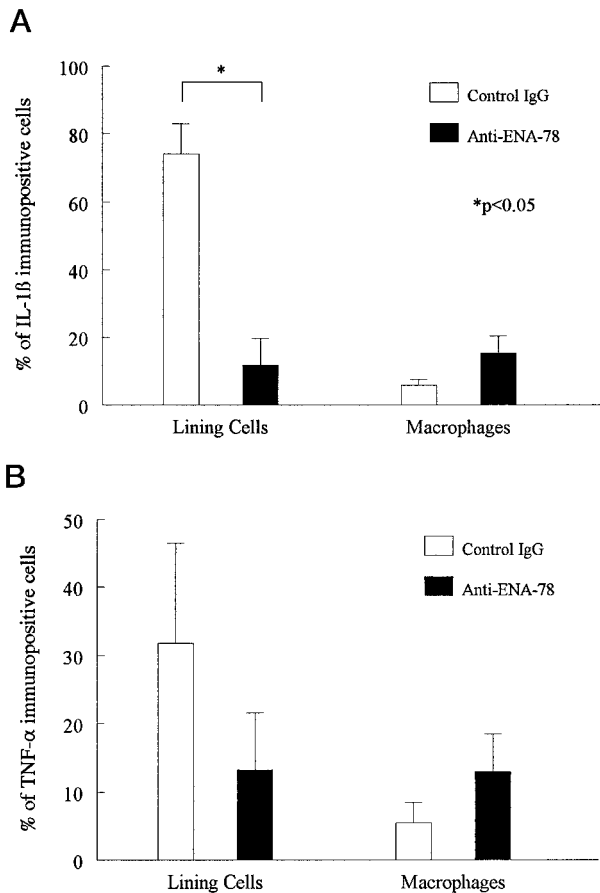 A
% of IL-1ß immunopositive cells
100
80
60
40
20
0
*
Control IgG
Anti-ENA-78
*p<0.05
Lining Cells
Macrophages
B
% of TNF-α immunopositive cells
50
40
30
20
10
0
Control IgG
Anti-ENA-78
Lining Cells
Macrophages